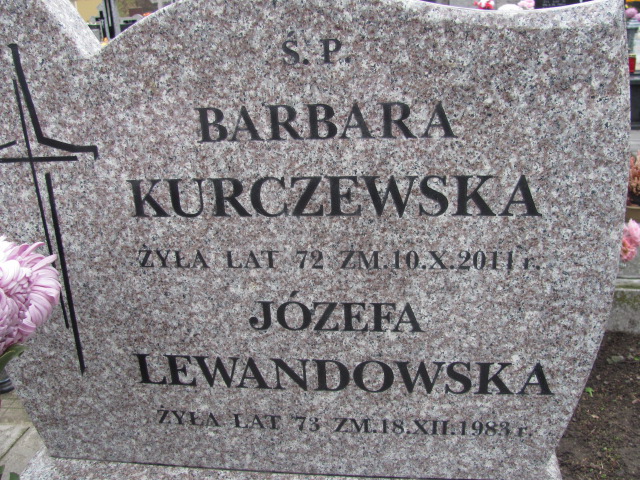 Ś.P.
BARBARA
KURCZEWSKA
ŻYŁA LAT 72 ZM.10.X.2011 r.
JÓZEFA
LEWANDOWSKA
ŻYŁA LAT 73 ZM.18.XII.1983 r.